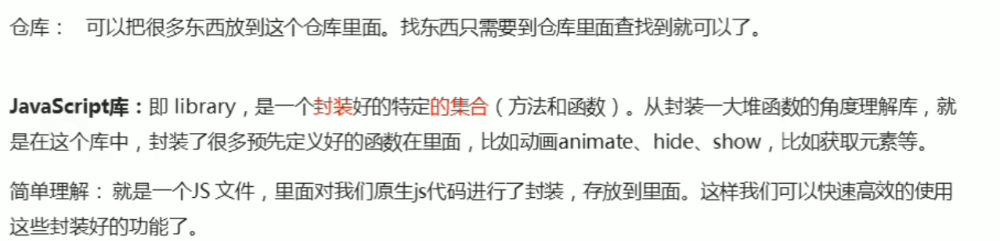 仓库： 可以把很多东西放到这个仓库里面。找东西只需要到仓库里面查找到就可以了。
JavaScript库：即 library，是一个封装好的特定的集合（方法和函数）。从封装一大堆函数的角度理解库，就
是在这个库中，封装了很多预先定义好的函数在里面，比如动画animate、hide、show，比如获取元素等。
简单理解： 就是一个JS 文件，里面对我们原生js代码进行了封装，存放到里面。这样我们可以快速高效的使用
这些封装好的功能了。